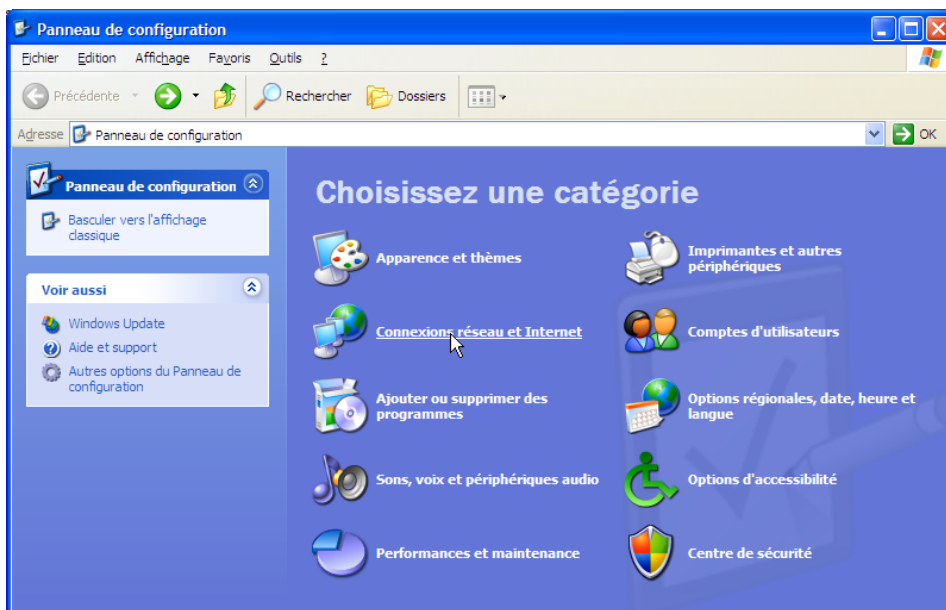 Panneau de configuration
Fichier Edition Affichage Favoris Outils ?
Précédente Rechercher Dossiers
Adresse Panneau de configuration OK
Panneau de configuration
Basculer vers l'affichage
classique
Voir aussi
Windows Update
Aide et support
Autres options du Panneau de
configuration
Choisissez une catégorie
Apparence et thèmes
Imprimantes et autres
périphériques
Connexions réseau et Internet
Comptes d'utilisateurs
Ajouter ou supprimer des
programmes
Options régionales, date, heure et
langue
Sons, voix et périphériques audio
Options d'accessibilité
Performances et maintenance
Centre de sécurité